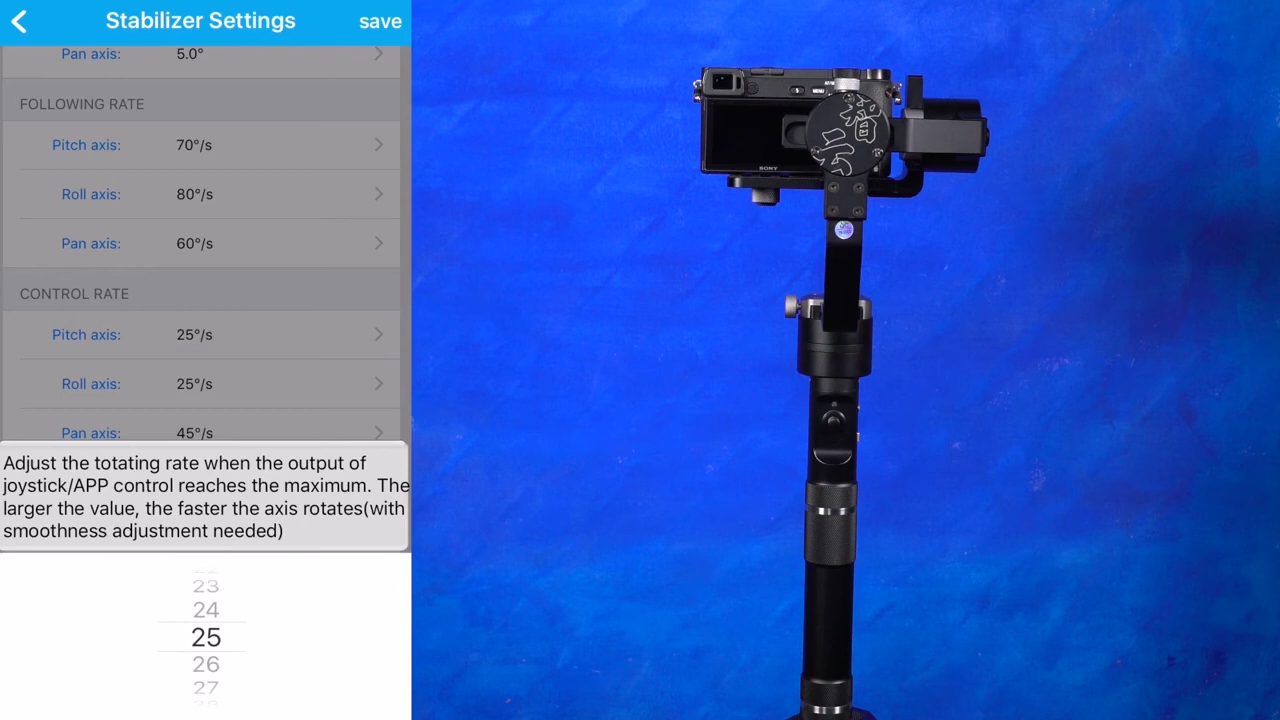 Stabilizer Settings save
Pan axis: 5.0°
FOLLOWING RATE
Pitch axis: 70°/s
Roll axis: 80°/s
Pan axis: 60°/s
CONTROL RATE
Pitch axis: 25°/s
Roll axis: 25°/s
Pan axis: 45°/s
Adjust the totating rate when the output of
joystick/APP control reaches the maximum. The
larger the value, the faster the axis rotates(with
smoothness adjustment needed)
23
24
25
26
27
MENU
SONY